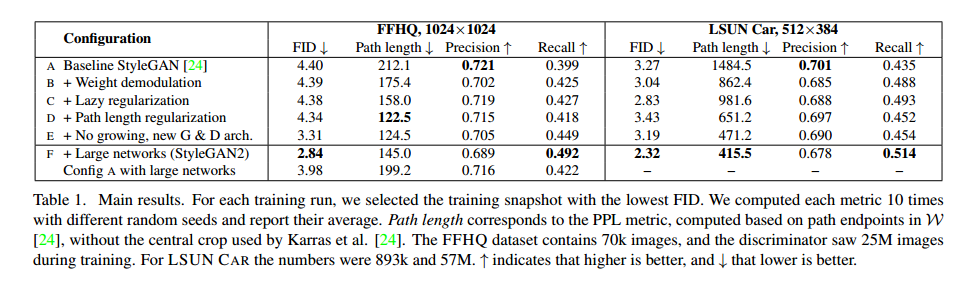 Configuration FFHQ, 1024×1024 LSUN Car, 512×384
FID ↓ Path length ↓ Precision ↑ Recall ↑ FID ↓ Path length ↓ Precision ↑ Recall ↑
A Baseline StyleGAN [24] 4.40 212.1 0.721 0.399 3.27 1484.5 0.701 0.435
B + Weight demodulation 4.39 175.4 0.702 0.425 3.04 862.4 0.685 0.488
C + Lazy regularization 4.38 158.0 0.719 0.427 2.83 981.6 0.688 0.493
D + Path length regularization 4.34 122.5 0.715 0.418 3.43 651.2 0.697 0.452
E + No growing, new G & D arch. 3.31 124.5 0.705 0.449 3.19 471.2 0.690 0.454
F + Large networks (StyleGAN2) 2.84 145.0 0.689 0.492 2.32 415.5 0.678 0.514
Config A with large networks 3.98 199.2 0.716 0.422 – – – –
Table 1. Main results. For each training run, we selected the training snapshot with the lowest FID. We computed each metric 10 times
with different random seeds and report their average. Path length corresponds to the PPL metric, computed based on path endpoints in W
[24], without the central crop used by Karras et al. [24]. The FFHQ dataset contains 70k images, and the discriminator saw 25M images
during training. For LSUN CAR the numbers were 893k and 57M. ↑ indicates that higher is better, and ↓ that lower is better.